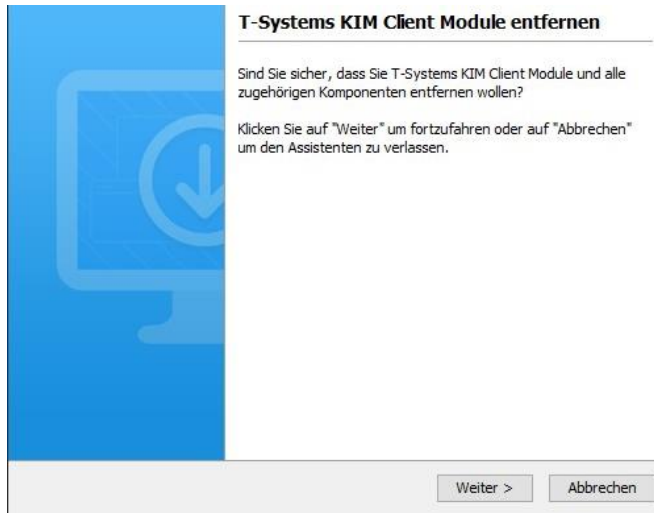 T-Systems KIM Client Module entfernen
Sind Sie sicher, dass Sie T-Systems KIM Client Module und alle
zugehörigen Komponenten entfernen wollen?
Klicken Sie auf "Weiter" um fortzufahren oder auf "Abbrechen"
um den Assistenten zu verlassen.
Weiter >
Abbrechen